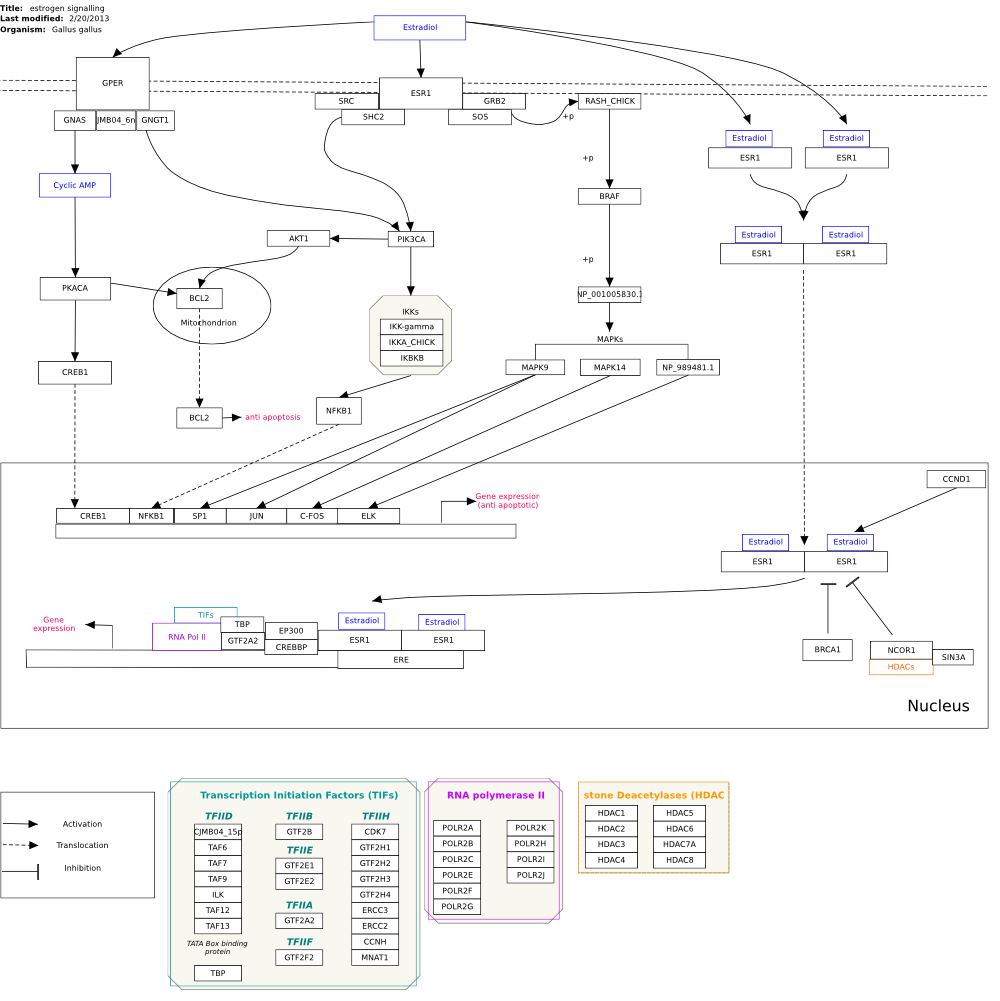 Title: estrogen signalling
Last modified: 2/20/2013
Organism: Gallus gallus
Estradiol
GPER
ESR1
SRC
GRB2
SHC2
SOS
+p
RASH_CHICK
GNAS
JMB04_6n
GNGT1
Estradiol
Estradiol
ESR1
ESR1
+p
Cyclic AMP
BRAF
AKT1
PIK3CA
Estradiol
Estradiol
ESR1
ESR1
+p
PKACA
BCL2
Mitochondrion
NP_001005830.1
IKKs
IKK-gamma
IKKA_CHICK
IKBKB
MAPKs
MAPK9
MAPK14
NP_989481.1
CREB1
BCL2
anti apoptosis
NFKB1
CCND1
Gene expression
(anti apoptotic)
CREB1
NFKB1
SP1
JUN
C-FOS
ELK
Estradiol
Estradiol
ESR1
ESR1
Gene
expression
TIFs
RNA Pol II
TBP
GTF2A2
EP300
CREBBP
Estradiol
Estradiol
ESR1
ESR1
ERE
BRCA1
NCOR1
HDACs
SIN3A
Nucleus
Activation
Translocation
Inhibition
Transcription Initiation Factors (TIFs)
TFIID
CJMB04_15p
TAF6
TAF7
TAF9
ILK
TAF12
TAF13
TATA Box binding
protein
TBP
TFIIB
GTF2B
TFIIE
GTF2E1
GTF2E2
TFIIA
GTF2A2
TFIIF
GTF2F2
TFIIH
CDK7
GTF2H1
GTF2H2
GTF2H3
GTF2H4
ERCC3
ERCC2
CCNH
MNAT1
RNA polymerase II
POLR2A
POLR2B
POLR2C
POLR2E
POLR2F
POLR2G
POLR2K
POLR2H
POLR2I
POLR2J
stone Deacetylases (HDAC
HDAC1
HDAC2
HDAC3
HDAC4
HDAC5
HDAC6
HDAC7A
HDAC8